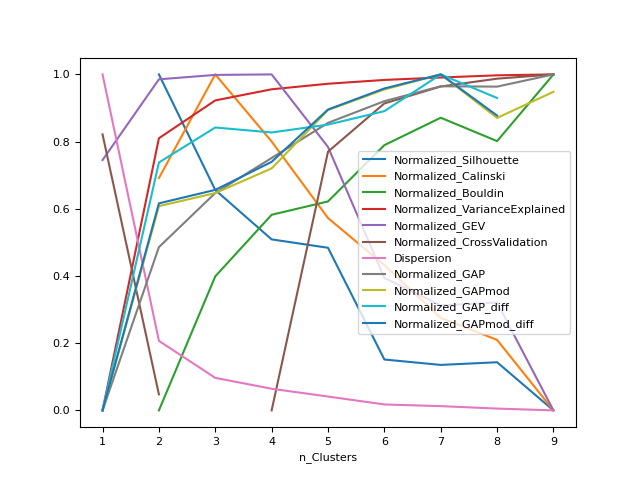 1.0
0.8
0.6
0.4
0.2
0.0
Normalized_Silhouette
Normalized_Calinski
Normalized_Bouldin
Normalized_VarianceExplained
Normalized_GEV
Normalized_CrossValidation
Dispersion
Normalized_GAP
Normalized_GAPmod
Normalized_GAP_diff
Normalized_GAPmod_diff
1 2 3 4 5 6 7 8 9
n_Clusters